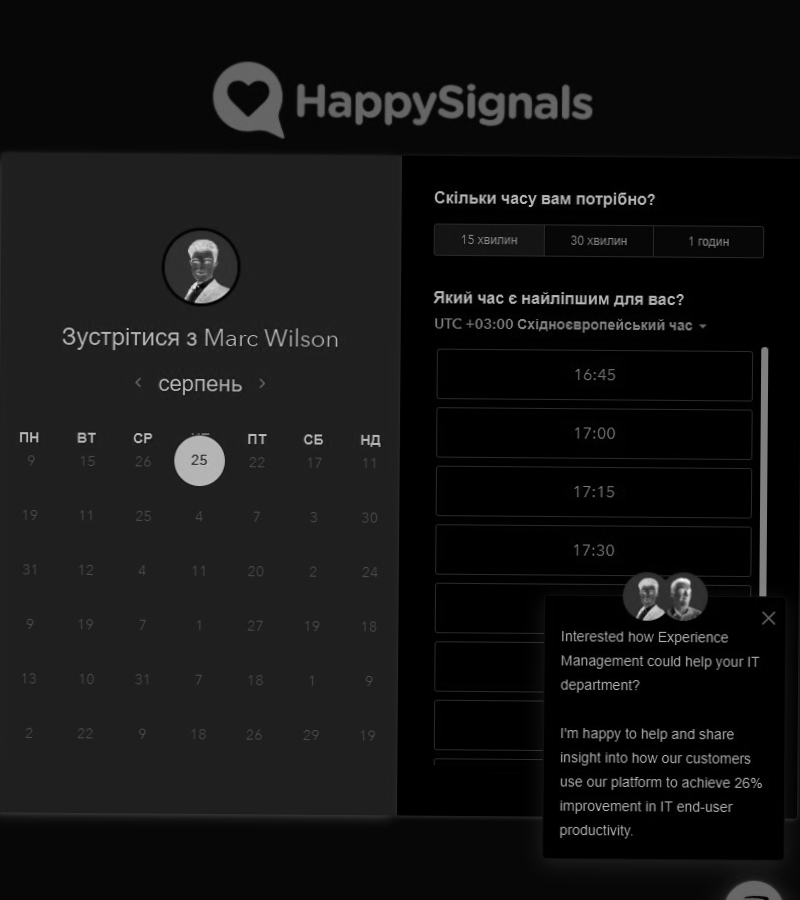 HappySignals
Зустрітися з Marc Wilson
серпень
ПН ВТ СР ПТ СБ НД
9 15 26 25 22 17 11
19 11 25 4 7 3 30
31 12 4 11 20 2 24
9 19 7 1 27 19 18
13 10 31 7 18 1 9
2 22 9 18 26 29 19
Скільки часу вам потрібно?
15 хвилин 30 хвилин 1 годин
Який час є найліпшим для вас?
UTC +03:00 Східноєвропейський час
16:45
17:00
17:15
17:30
Interested how Experience
Management could help your IT
department?
I'm happy to help and share
insight into how our customers
use our platform to achieve 26%
improvement in IT end-user
productivity.